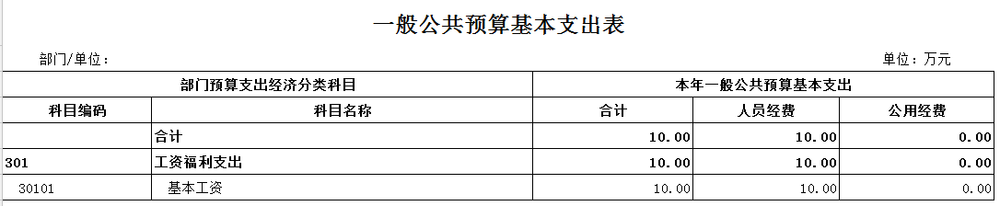 一般公共预算基本支出表
部门/单位： 单位：万元
部门预算支出经济分类科目 本年一般公共预算基本支出
科目编码 科目名称 合计 人员经费 公用经费
合计 10.00 10.00 0.00
301 工资福利支出 10.00 10.00 0.00
30101 基本工资 10.00 10.00 0.00